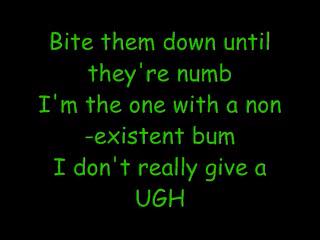 Bite them down until
they're numb
I'm the one with a non
-existent bum
I don't really give a
UGH